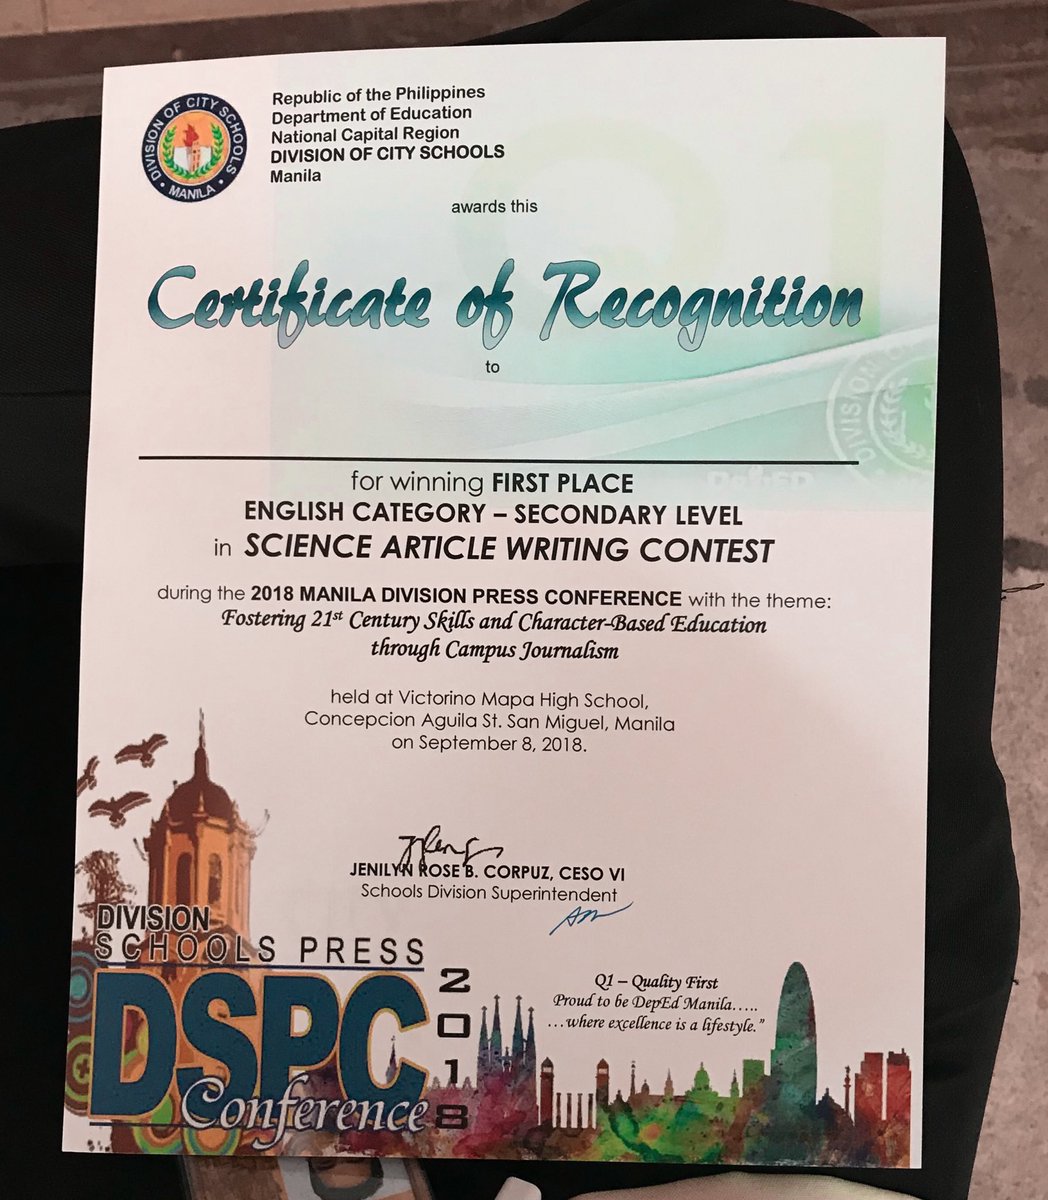 DIVISION OF CITY SCHOOLS
MANILA
Republic of the Philippines
Department of Education
National Capital Region
DIVISION OF CITY SCHOOLS
Manila
awards this
Certificate of Recognition
to
for winning FIRST PLACE
ENGLISH CATEGORY – SECONDARY LEVEL
in SCIENCE ARTICLE WRITING CONTEST
during the 2018 MANILA DIVISION PRESS CONFERENCE with the theme:
Fostering 21st Century Skills and Character-Based Education
through Campus Journalism
held at Victorino Mapa High School,
Concepcion Aguila St. San Miguel, Manila
on September 8, 2018.
JENILYN ROSE B. CORPUZ, CESO VI
Schools Division Superintendent
DIVISION
SCHOOLS PRESS
DSPC
Conference
2018
Q1 – Quality First
Proud to be DepEd Manila.....
...where excellence is a lifestyle.”